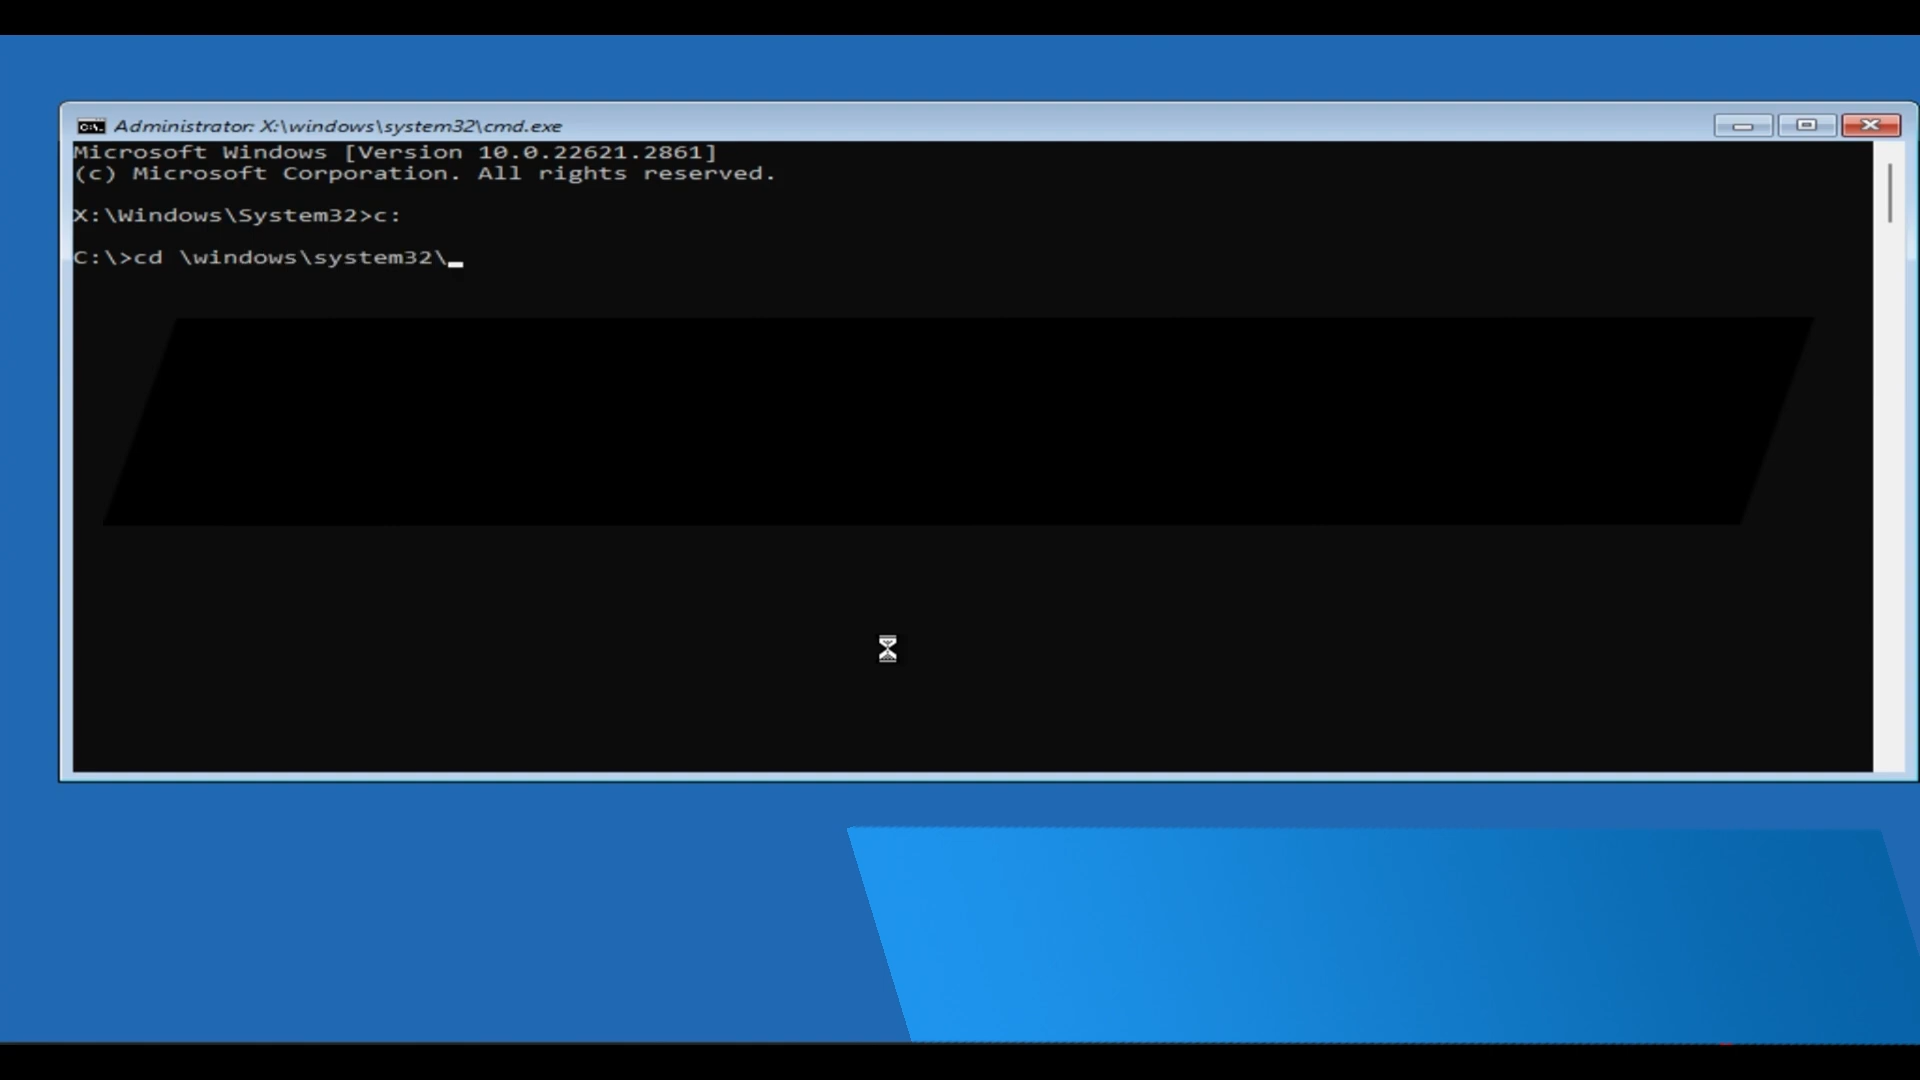 Administrator: X:\windows\system32\cmd.exe
Microsoft Windows [Version 10.0.22621.2861]
(c) Microsoft Corporation. All rights reserved.
X:\Windows\System32>c:
C:\>cd \windows\system32\